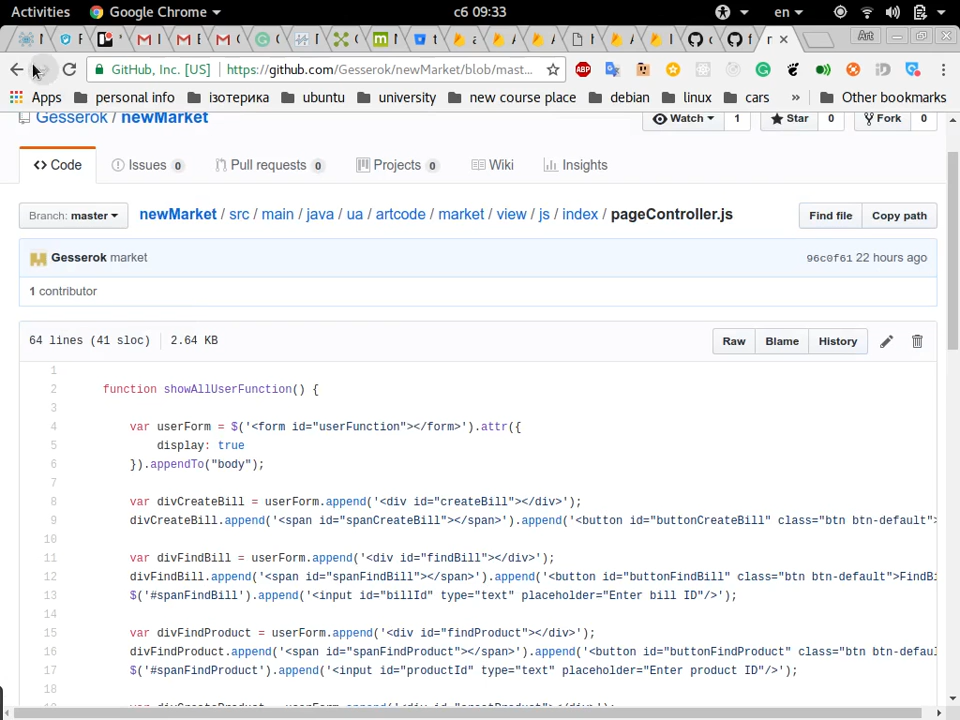 Activities Google Chrome сб 09:33 en
Art
GitHub, Inc. [US] https://github.com/Gesserok/newMarket/blob/mast... ABP
Apps personal info ізотерика ubuntu university new course place debian linux cars » Other bookmarks
Gesserok / newMarket Watch 1 Star 0 Fork 0
Code Issues 0 Pull requests 0 Projects 0 Wiki Insights
Branch: master newMarket / src / main / java / ua / artcode / market / view / js / index / pageController.js Find file Copy path
Gesserok market 96c0f61 22 hours ago
1 contributor
64 lines (41 sloc) 2.64 KB Raw Blame History
1
2 function showAllUserFunction() {
3
4 var userForm = $('<form id="userFunction"></form>').attr({
5 display: true
6 }).appendTo("body");
7
8 var divCreateBill = userForm.append('<div id="createBill"></div>');
9 divCreateBill.append('<span id="spanCreateBill"></span>').append('<button id="buttonCreateBill" class="btn btn-default">
10
11 var divFindBill = userForm.append('<div id="findBill"></div>');
12 divFindBill.append('<span id="spanFindBill"></span>').append('<button id="buttonFindBill" class="btn btn-default">FindBi
13 $('#spanFindBill').append('<input id="billId" type="text" placeholder="Enter bill ID"/>');
14
15 var divFindProduct = userForm.append('<div id="findProduct"></div>');
16 divFindProduct.append('<span id="spanFindProduct"></span>').append('<button id="buttonFindProduct" class="btn btn-defaul
17 $('#spanFindProduct').append('<input id="productId" type="text" placeholder="Enter product ID"/>');
18